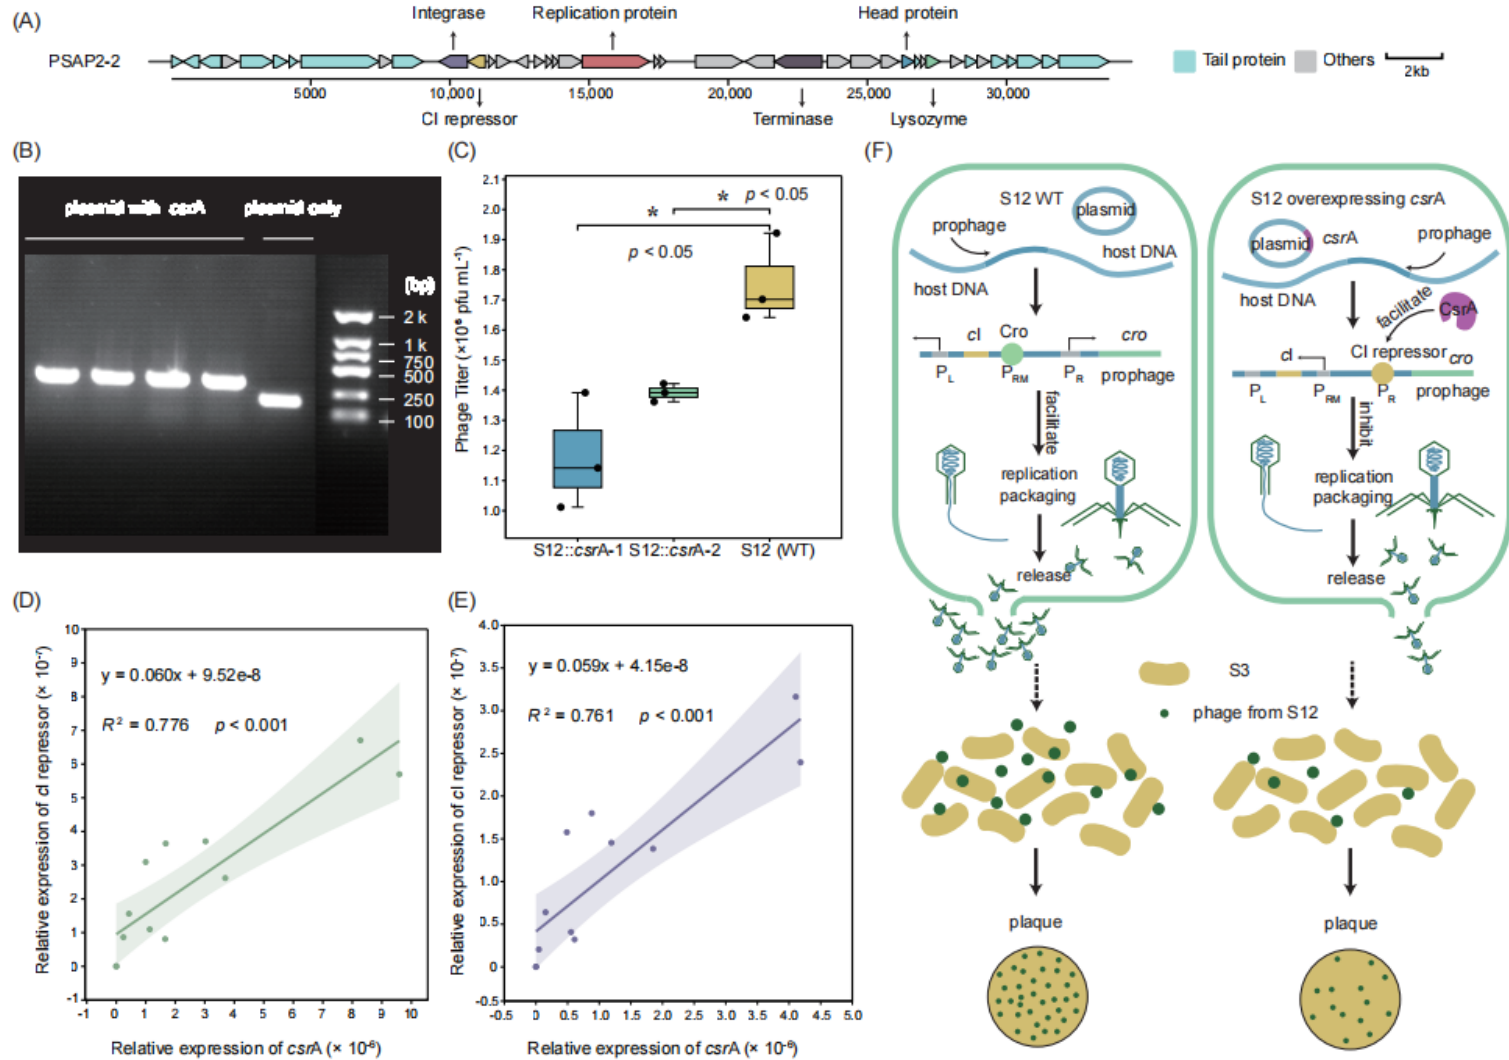 (A)
Integrase
Replication protein
Head protein
PSAP2-2
Tail protein
Others
2kb
5000
10,000
15,000
20,000
25,000
30,000
CI repressor
Terminase
Lysozyme
(B)
plasmid with csrA
plasmid only
(bp)
2 k
1 k
750
500
250
100
(C)
Phage Titer (×10⁶ pfu mL⁻¹)
2.1
2.0
1.9
1.8
1.7
1.6
1.5
1.4
1.3
1.2
1.1
1.0
* p < 0.05
*
p < 0.05
S12::csrA-1
S12::csrA-2
S12 (WT)
(D)
Relative expression of cI repressor (× 10⁻⁷)
10
9
8
7
6
5
4
3
2
1
0
-1
y = 0.060x + 9.52e-8
R² = 0.776 p < 0.001
-1 0 1 2 3 4 5 6 7 8 9 10
Relative expression of csrA (× 10⁻⁶)
(E)
Relative expression of cI repressor (× 10⁻⁷)
4.0
3.5
3.0
2.5
2.0
1.5
1.0
0.5
0
-0.5
y = 0.059x + 4.15e-8
R² = 0.761 p < 0.001
-0.5 0 0.5 1.0 1.5 2.0 2.5 3.0 3.5 4.0 4.5 5.0
Relative expression of csrA (× 10⁻⁶)
(F)
S12 WT
plasmid
prophage
host DNA
host DNA
cI
Cro
cro
PL
PRM
PR
prophage
facilitate
replication
packaging
release
S12 overexpressing csrA
plasmid
csrA
prophage
host DNA
facilitate
CsrA
CI repressor
cI
cro
PL
PRM
PR
prophage
inhibit
replication
packaging
release
S3
phage from S12
plaque
plaque